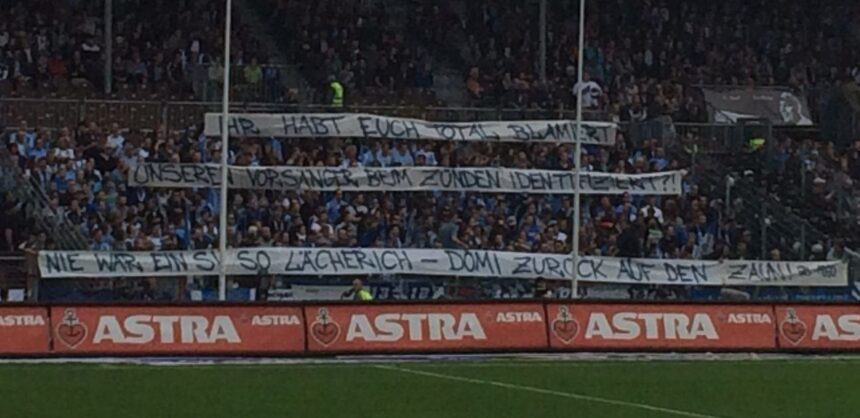 IHR HABT EUCH TOTAL BLAMIERT
UNSEREN VORSÄNGER BEIM ZÜNDEN IDENTIFIZIERT?!
NIE WAR EIN SV SO LÄCHERLICH - DOMI ZURÜCK AUF DEN ZAUN!
ASTRA ASTRA ASTRA ASTRA ASTRA ASTRA ASTRA ASTRA